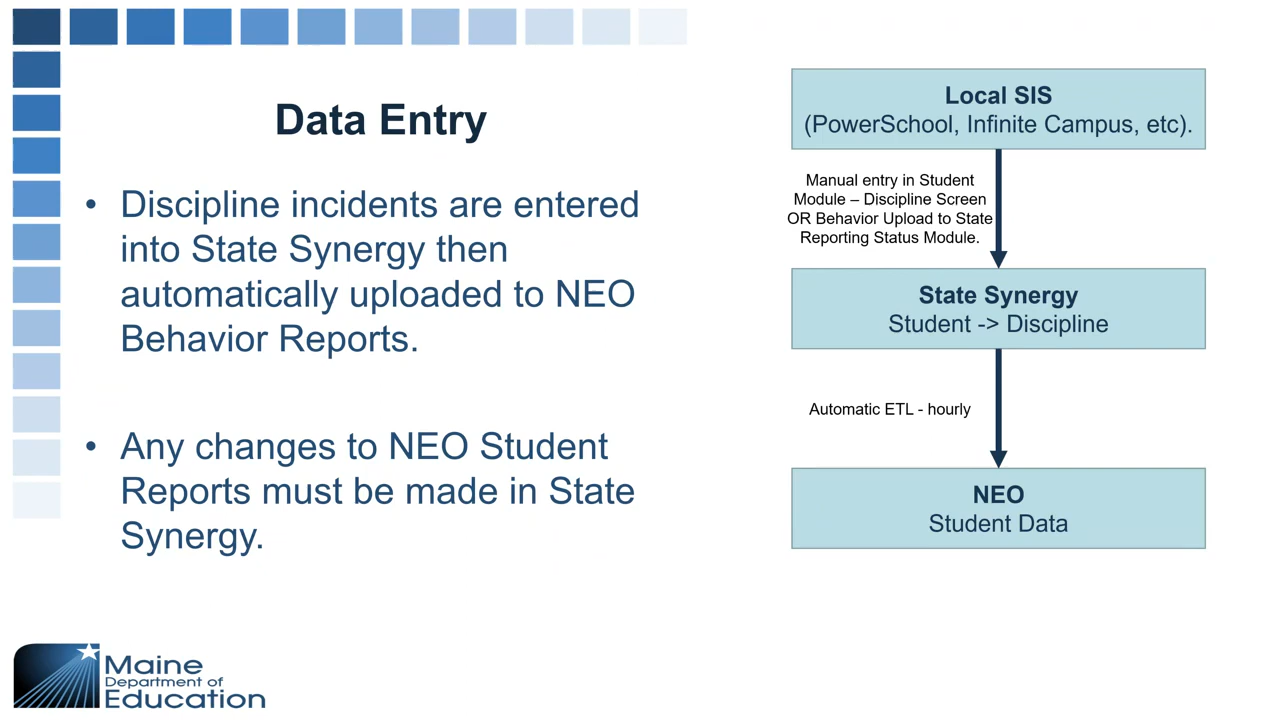 Data Entry
• Discipline incidents are entered
into State Synergy then
automatically uploaded to NEO
Behavior Reports.
• Any changes to NEO Student
Reports must be made in State
Synergy.
Local SIS
(PowerSchool, Infinite Campus, etc).
Manual entry in Student
Module – Discipline Screen
OR Behavior Upload to State
Reporting Status Module.
State Synergy
Student -> Discipline
Automatic ETL - hourly
NEO
Student Data
Maine
Department of
Education